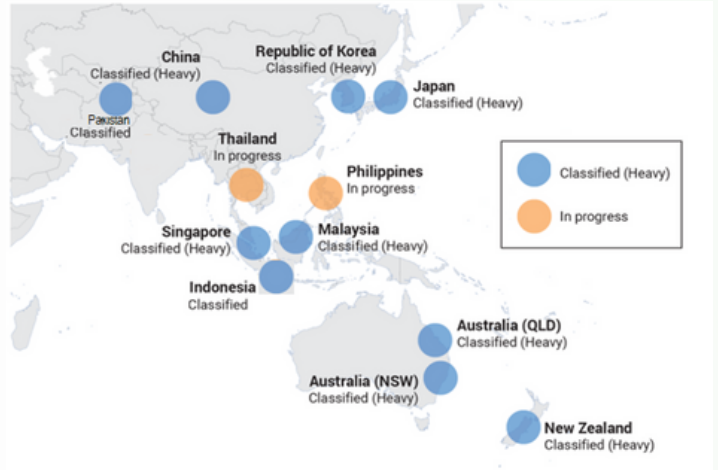 China
Classified (Heavy)
Republic of Korea
Classified (Heavy)
Japan
Classified (Heavy)
Pakistan
Classified
Thailand
In progress
Philippines
In progress
Classified (Heavy)
In progress
Singapore
Classified (Heavy)
Malaysia
Classified (Heavy)
Indonesia
Classified
Australia (QLD)
Classified (Heavy)
Australia (NSW)
Classified (Heavy)
New Zealand
Classified (Heavy)